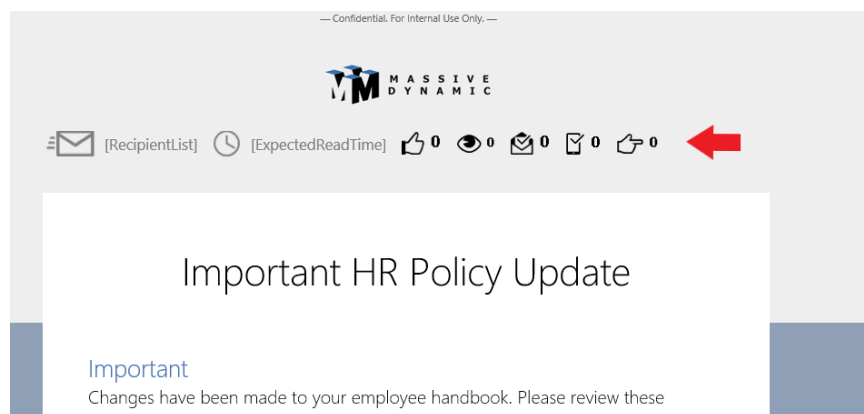 — Confidential. For Internal Use Only. —
MASSIVE
DYNAMIC
[RecipientList] [ExpectedReadTime] 0 0 0 0 0
Important HR Policy Update
Important
Changes have been made to your employee handbook. Please review these